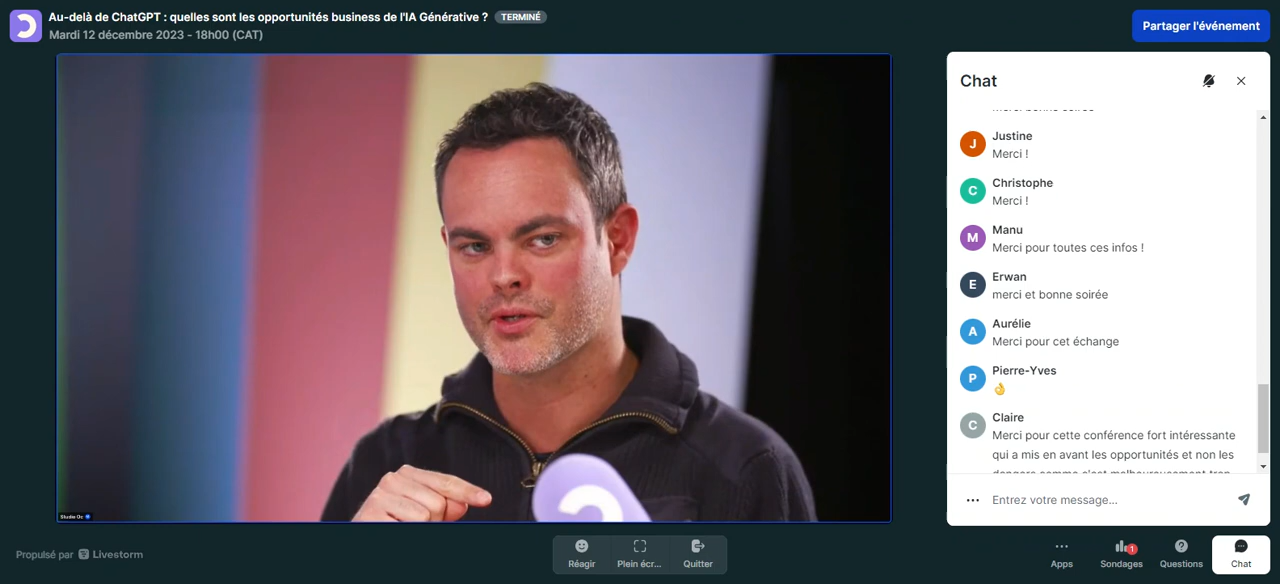 Au-delà de ChatGPT : quelles sont les opportunités business de l'IA Générative ? TERMINÉ
Mardi 12 décembre 2023 - 18h00 (CAT)
Partager l'événement
Chat
Justine
J
Merci !
Christophe
C
Merci !
Manu
M
Merci pour toutes ces infos !
Erwan
E
merci et bonne soirée
Aurélie
A
Merci pour cet échange
Pierre-Yves
P
👌
Claire
C
Merci pour cette conférence fort intéressante
qui a mis en avant les opportunités et non les
Entrez votre message...
Studio Oc
Propulsé par Livestorm
Réagir
Plein écr...
Quitter
Apps
1
Sondages
Questions
Chat